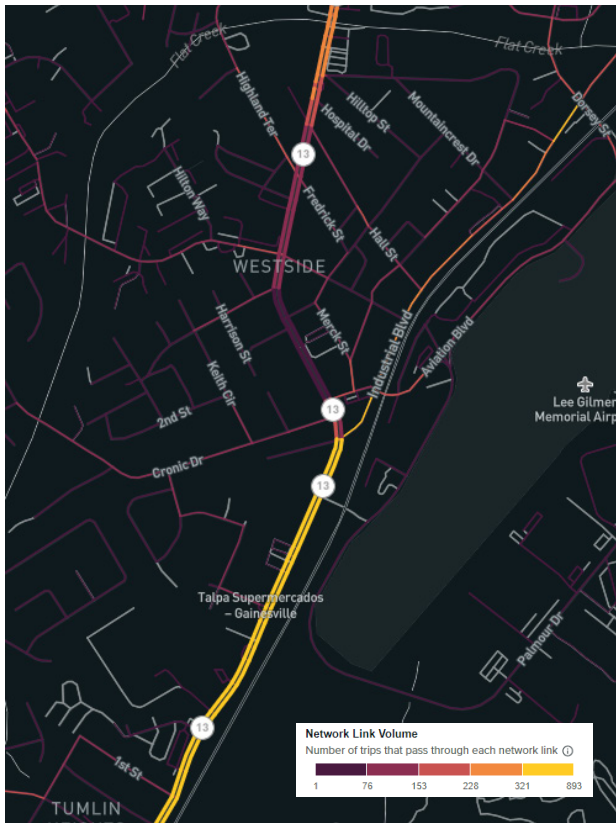 Flat Creek
Flat Creek
Highland Ter
Hilltop St
Mountaincrest Dr
Dorsey St
Hospital Dr
13
Hilton Way
Fredrick St
Hall St
WESTSIDE
Harrison St
Merck St
Industrial Blvd
Aviation Blvd
Keith Cir
Lee Gilmer
Memorial Airp
2nd St
13
Cronic Dr
13
Talpa Supermercados
– Gainesville
Palmour Dr
13
1st St
Network Link Volume
Number of trips that pass through each network link
1 76 153 228 321 893
TUMLIN